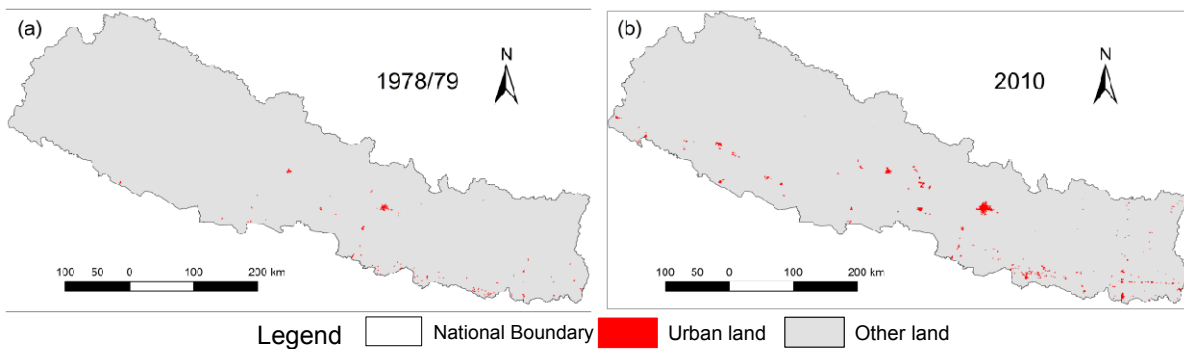 (a)
N
1978/79
100 50 0 100 200 km
(b)
N
2010
100 50 0 100 200 km
Legend National Boundary Urban land Other land